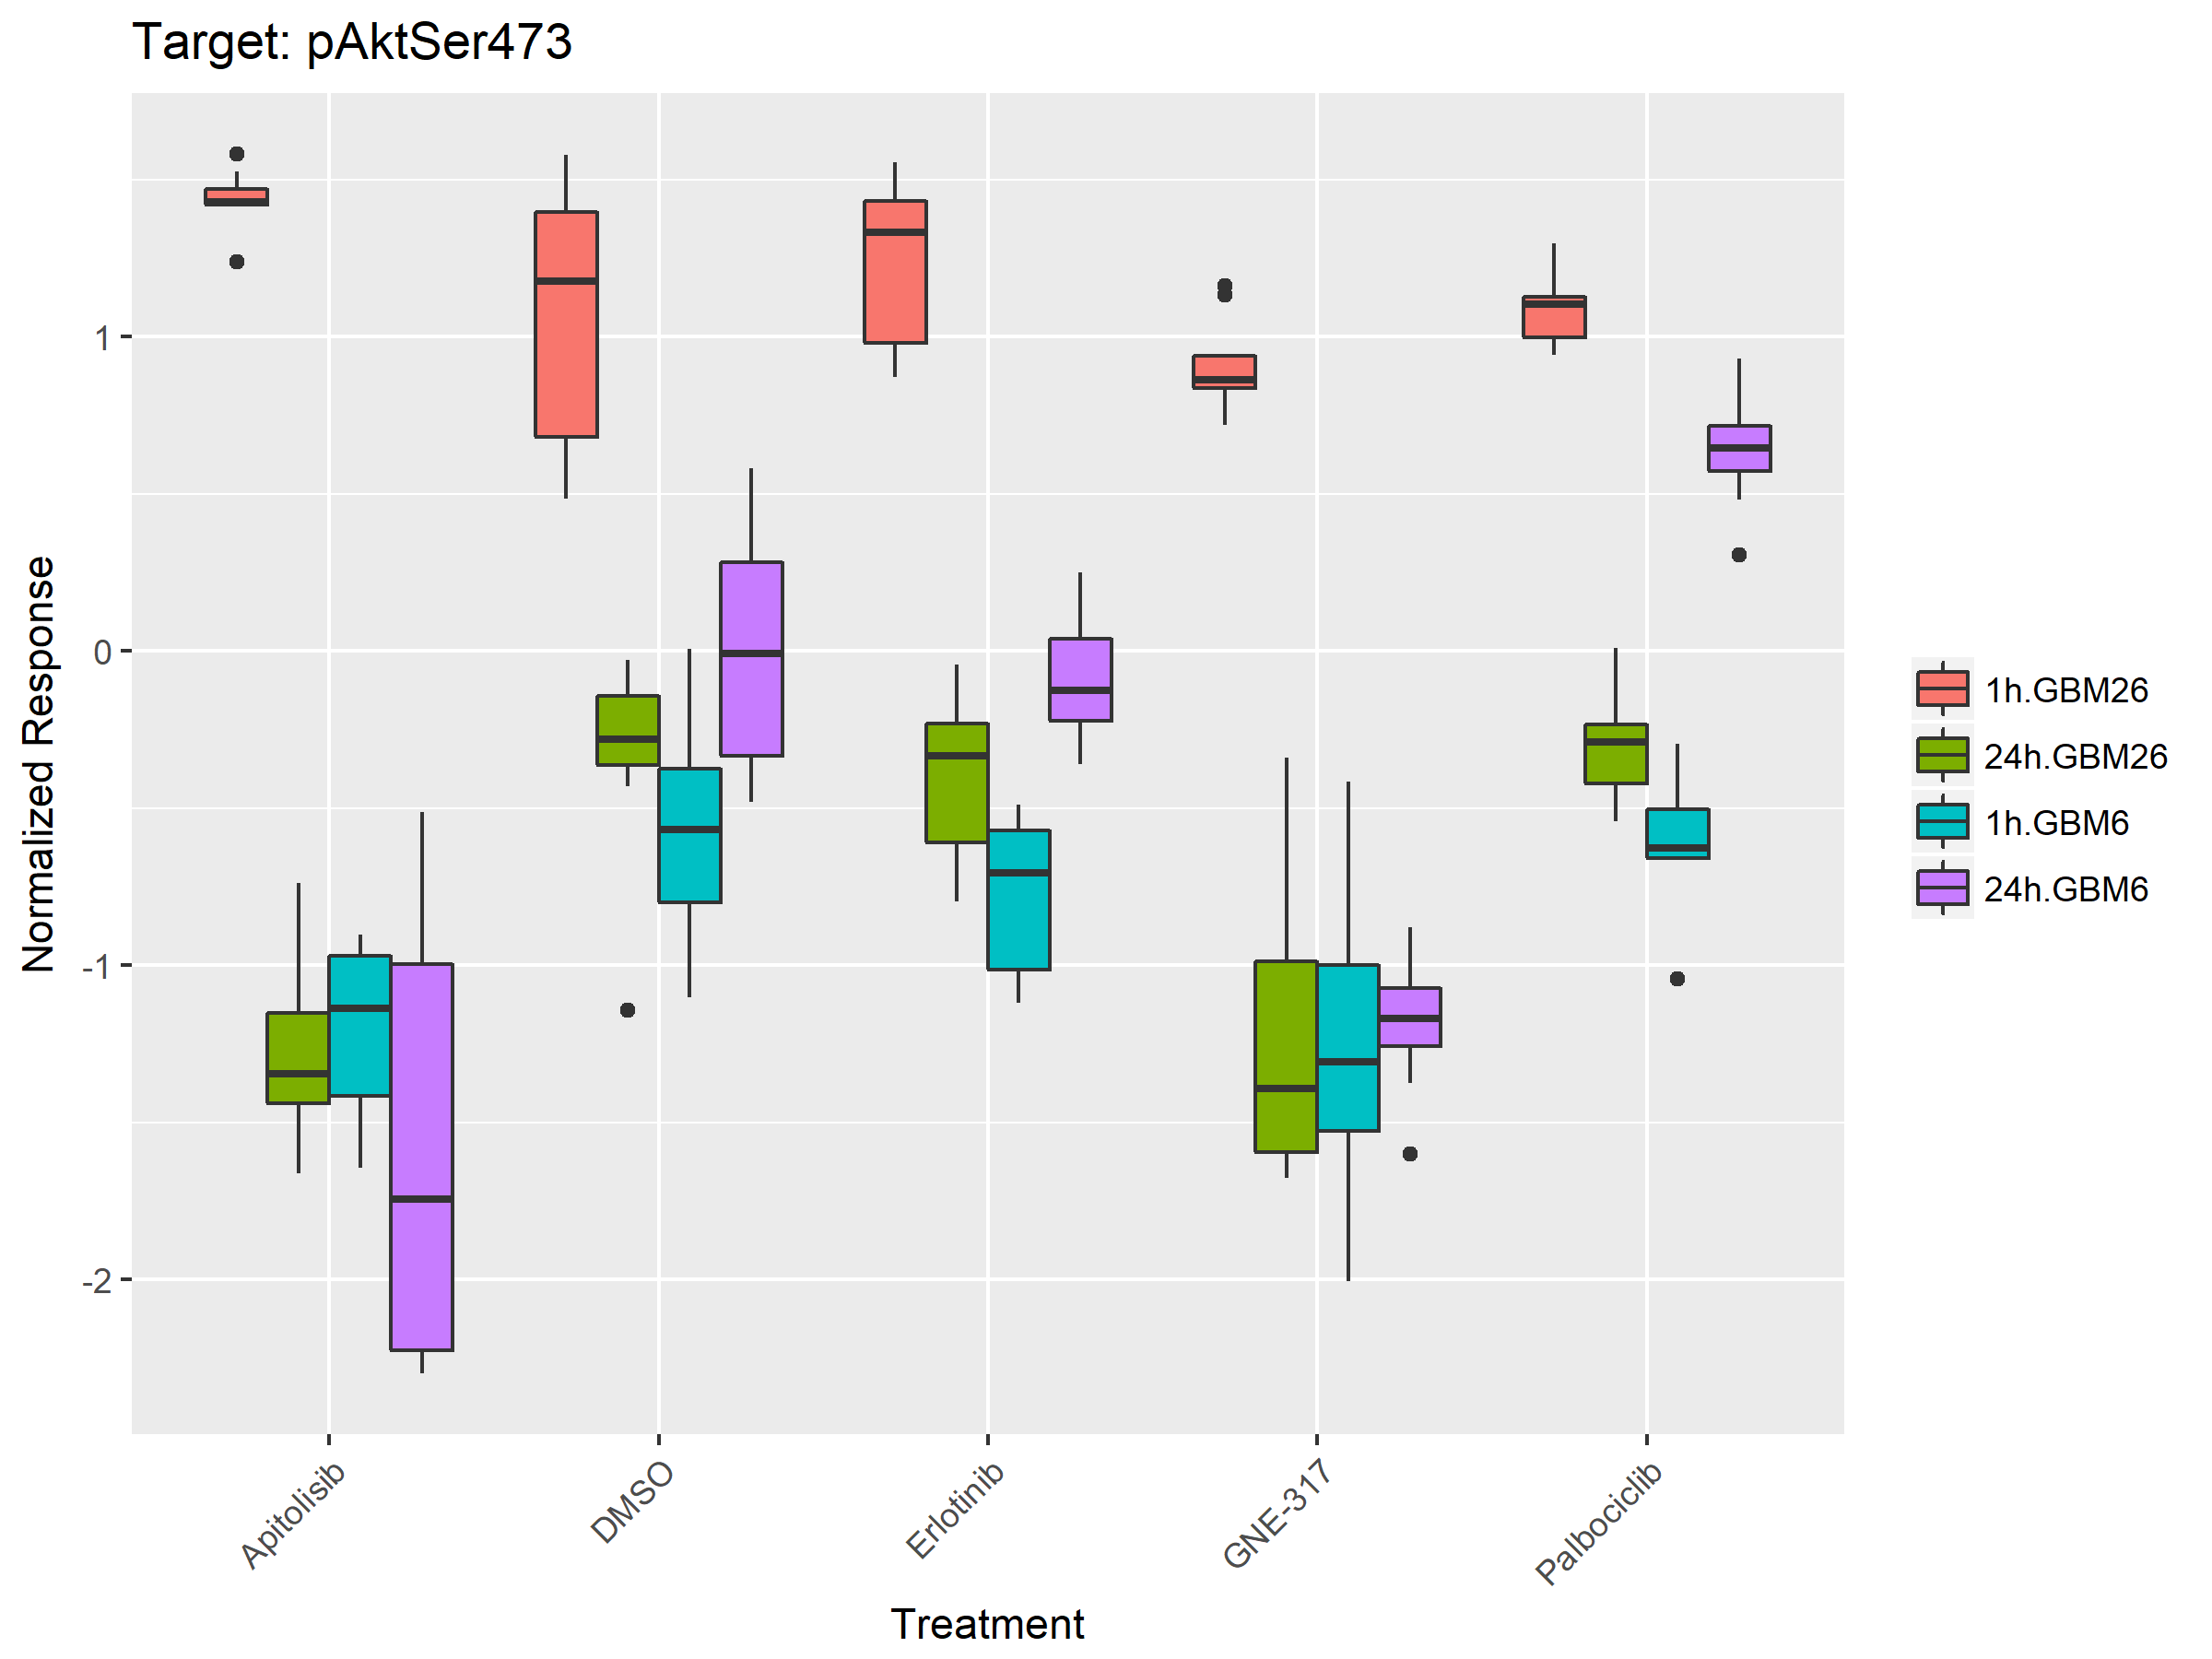 Target: pAktSer473
Normalized Response
1
0
-1
-2
Apitolisib
DMSO
Erlotinib
GNE-317
Palbociclib
Treatment
1h.GBM26
24h.GBM26
1h.GBM6
24h.GBM6